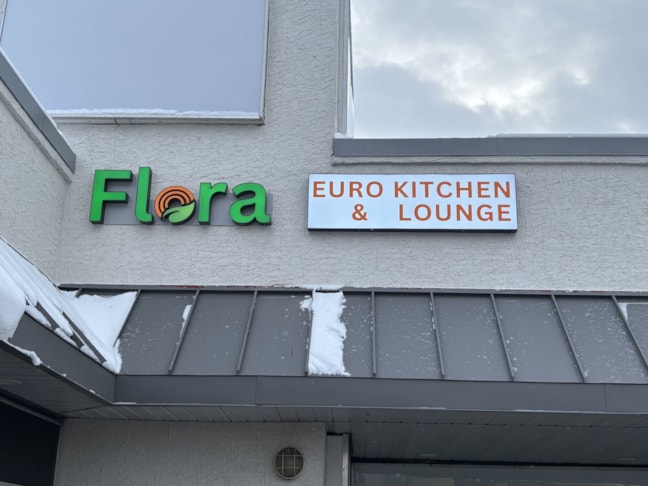 Flora
EURO KITCHEN
& LOUNGE